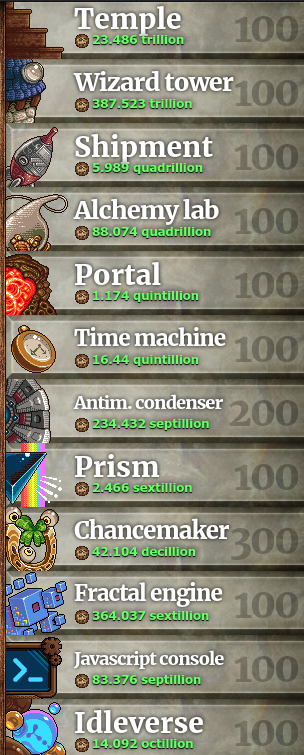 Temple
100
23.486 trillion
Wizard tower
100
387.523 trillion
Shipment
100
5.989 quadrillion
Alchemy lab
100
88.074 quadrillion
Portal
100
1.174 quintillion
Time machine
100
16.44 quintillion
Antim. condenser
200
234.432 septillion
Prism
100
2.466 sextillion
Chancemaker
300
42.104 decillion
Fractal engine
100
364.037 sextillion
Javascript console
100
83.376 septillion
Idleverse
100
14.092 octillion